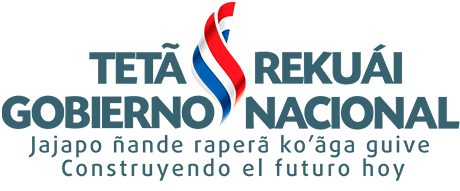 TETÃ REKUÁI
GOBIERNO NACIONAL
Jajapo ñande raperã ko'ãga guive
Construyendo el futuro hoy